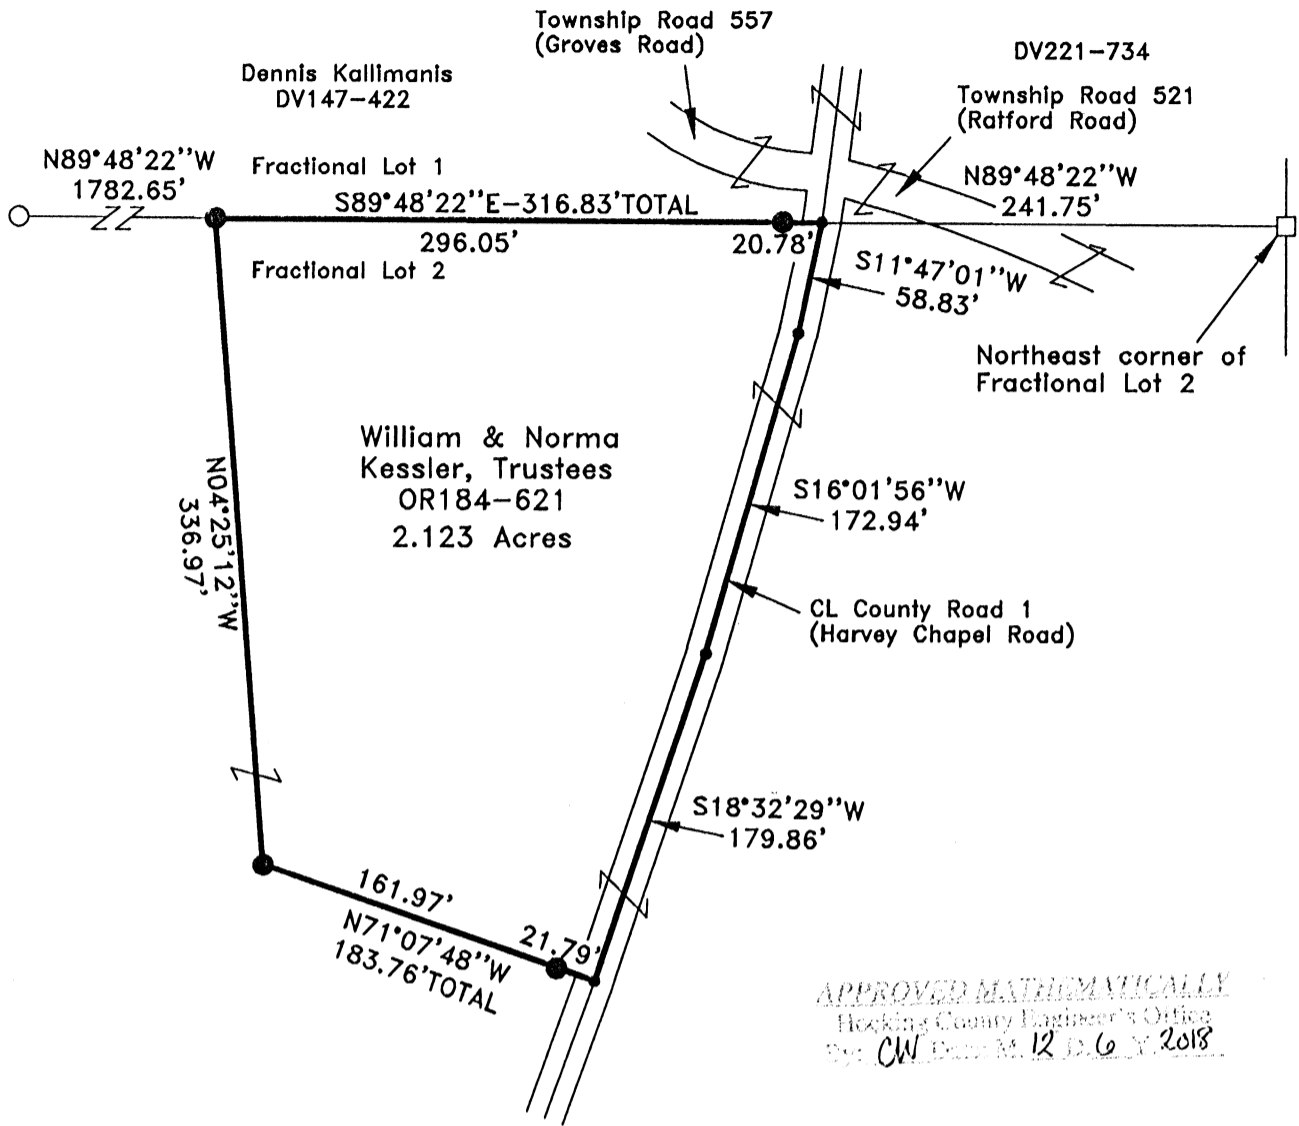 Township Road 557
(Groves Road)
DV221-734
Dennis Kallimanis
DV147-422
Township Road 521
(Ratford Road)
N89°48'22"W
1782.65'
Fractional Lot 1
N89°48'22"W
241.75'
S89°48'22"E-316.83'TOTAL
296.05'
20.78'
Fractional Lot 2
S11°47'01"W
58.83'
Northeast corner of
Fractional Lot 2
William & Norma
Kessler, Trustees
OR184-621
2.123 Acres
N04°25'12"W
336.97'
S16°01'56"W
172.94'
CL County Road 1
(Harvey Chapel Road)
S18°32'29"W
179.86'
161.97'
21.79'
N71°07'48"W
183.76'TOTAL
APPROVED MATHEMATICALLY
Hocking County Engineer's Office
By: CW Date: M. 12 D. 6 Y. 2018